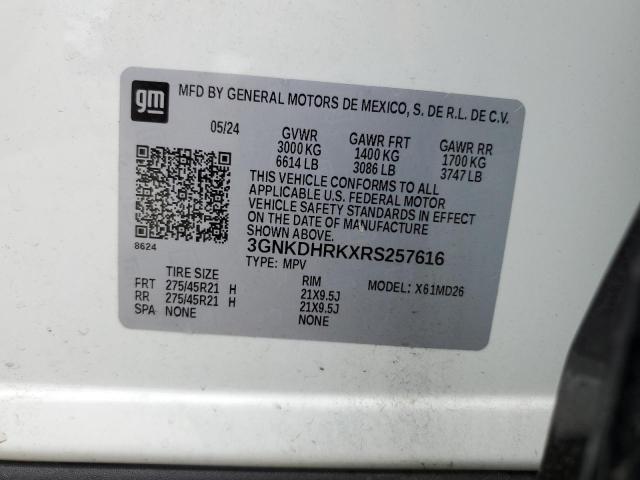 gm MFD BY GENERAL MOTORS DE MEXICO, S. DE R.L. DE C.V.
05/24 GVWR GAWR FRT GAWR RR
3000 KG 1400 KG 1700 KG
6614 LB 3086 LB 3747 LB
THIS VEHICLE CONFORMS TO ALL
APPLICABLE U.S. FEDERAL MOTOR
VEHICLE SAFETY STANDARDS IN EFFECT
ON THE DATE OF MANUFACTURE
SHOWN ABOVE.
8624 3GNKDHRKXRS257616
TYPE: MPV
TIRE SIZE RIM MODEL: X61MD26
FRT 275/45R21 H 21X9.5J
RR 275/45R21 H 21X9.5J
SPA NONE NONE